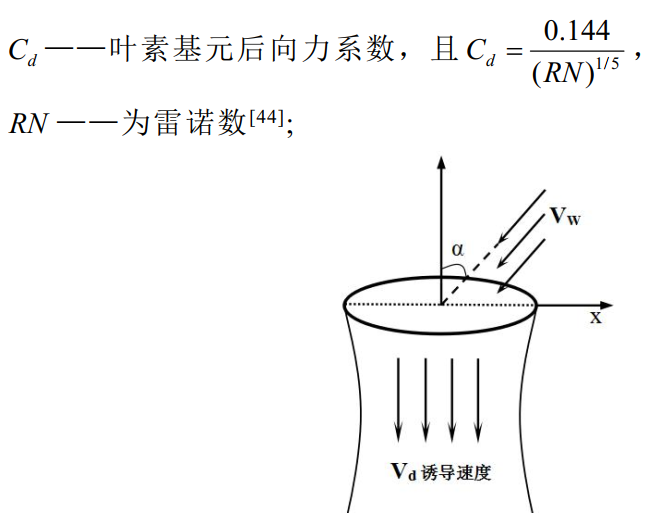 C_d ——叶素基元后向力系数，且 C_d = 0.144 / (RN)^{1/5}，
RN ——为雷诺数[44];
V_W
α
x
V_d 诱导速度